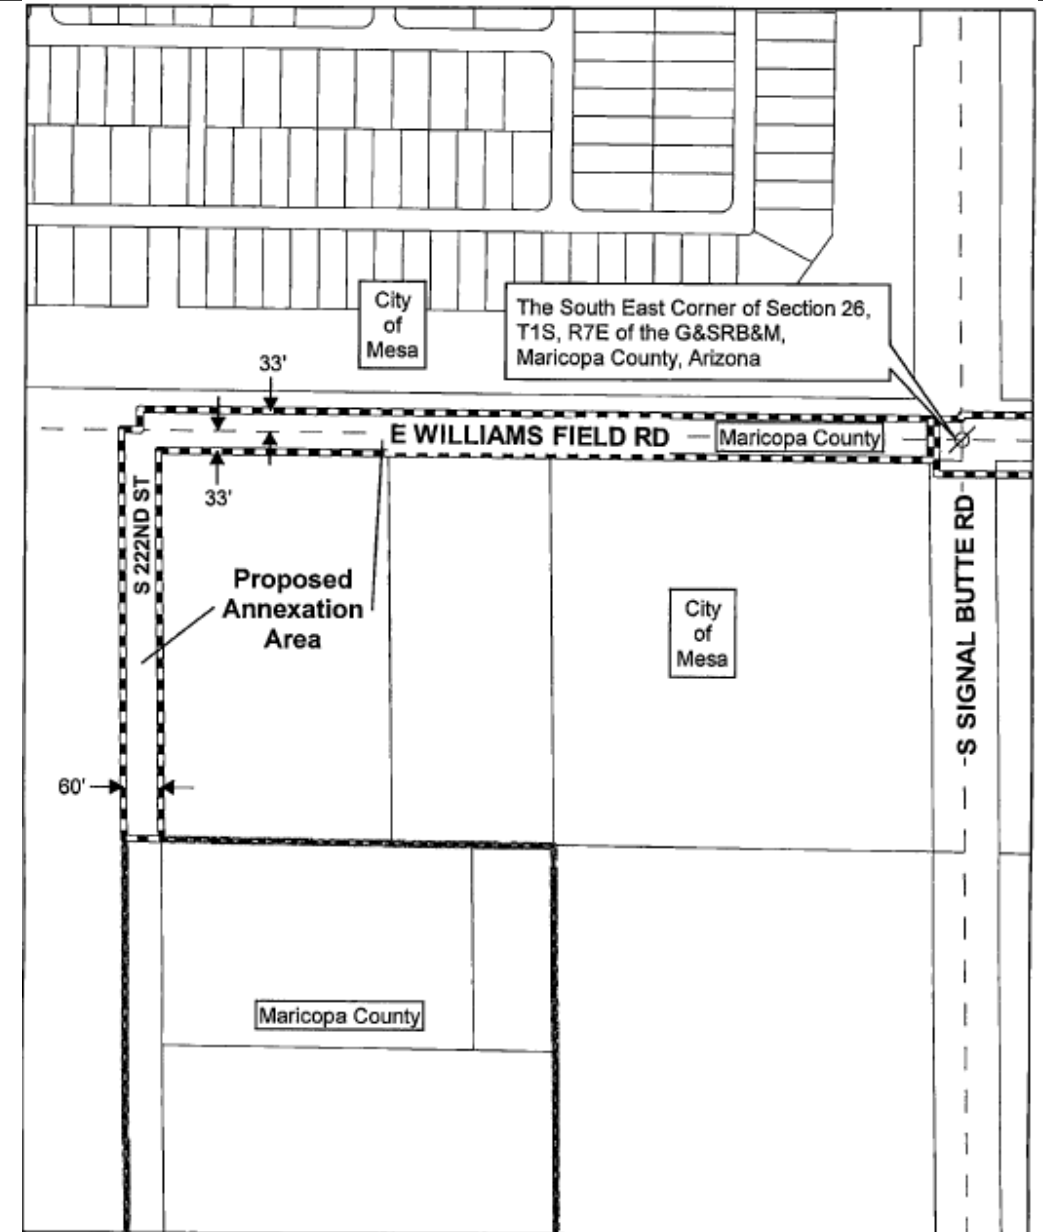 City
of
Mesa
The South East Corner of Section 26,
T1S, R7E of the G&SRB&M,
Maricopa County, Arizona
33'
E WILLIAMS FIELD RD
Maricopa County
33'
S 222ND ST
Proposed
Annexation
Area
City
of
Mesa
S SIGNAL BUTTE RD
60'
Maricopa County